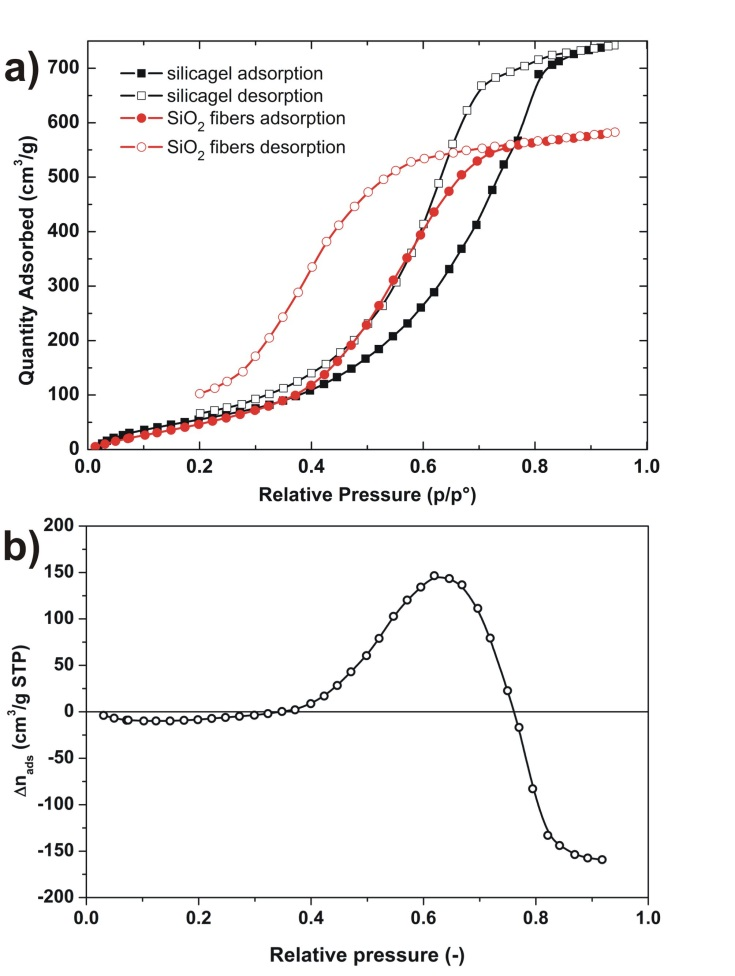 a)
silicagel adsorption
silicagel desorption
SiO₂ fibers adsorption
SiO₂ fibers desorption
Quantity Adsorbed (cm³/g)
700
600
500
400
300
200
100
0
0.0 0.2 0.4 0.6 0.8 1.0
Relative Pressure (p/p°)
b)
Δn_ads (cm³/g STP)
200
150
100
50
0
-50
-100
-150
-200
0.0 0.2 0.4 0.6 0.8 1.0
Relative pressure (-)